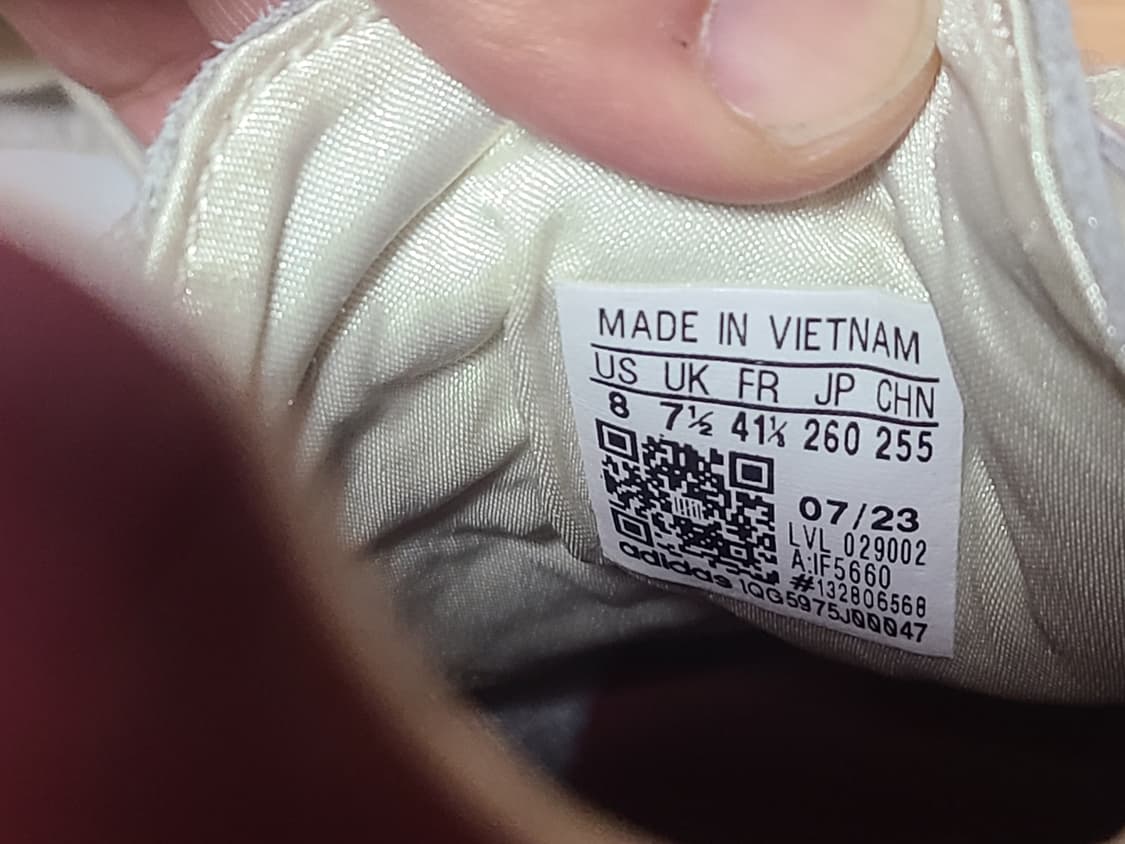 MADE IN VIETNAM
US UK FR JP CHN
8 7½ 41⅓ 260 255
07/23
LVL 029002
A:IF5660
#132806568
adidas 1QG5975J00047